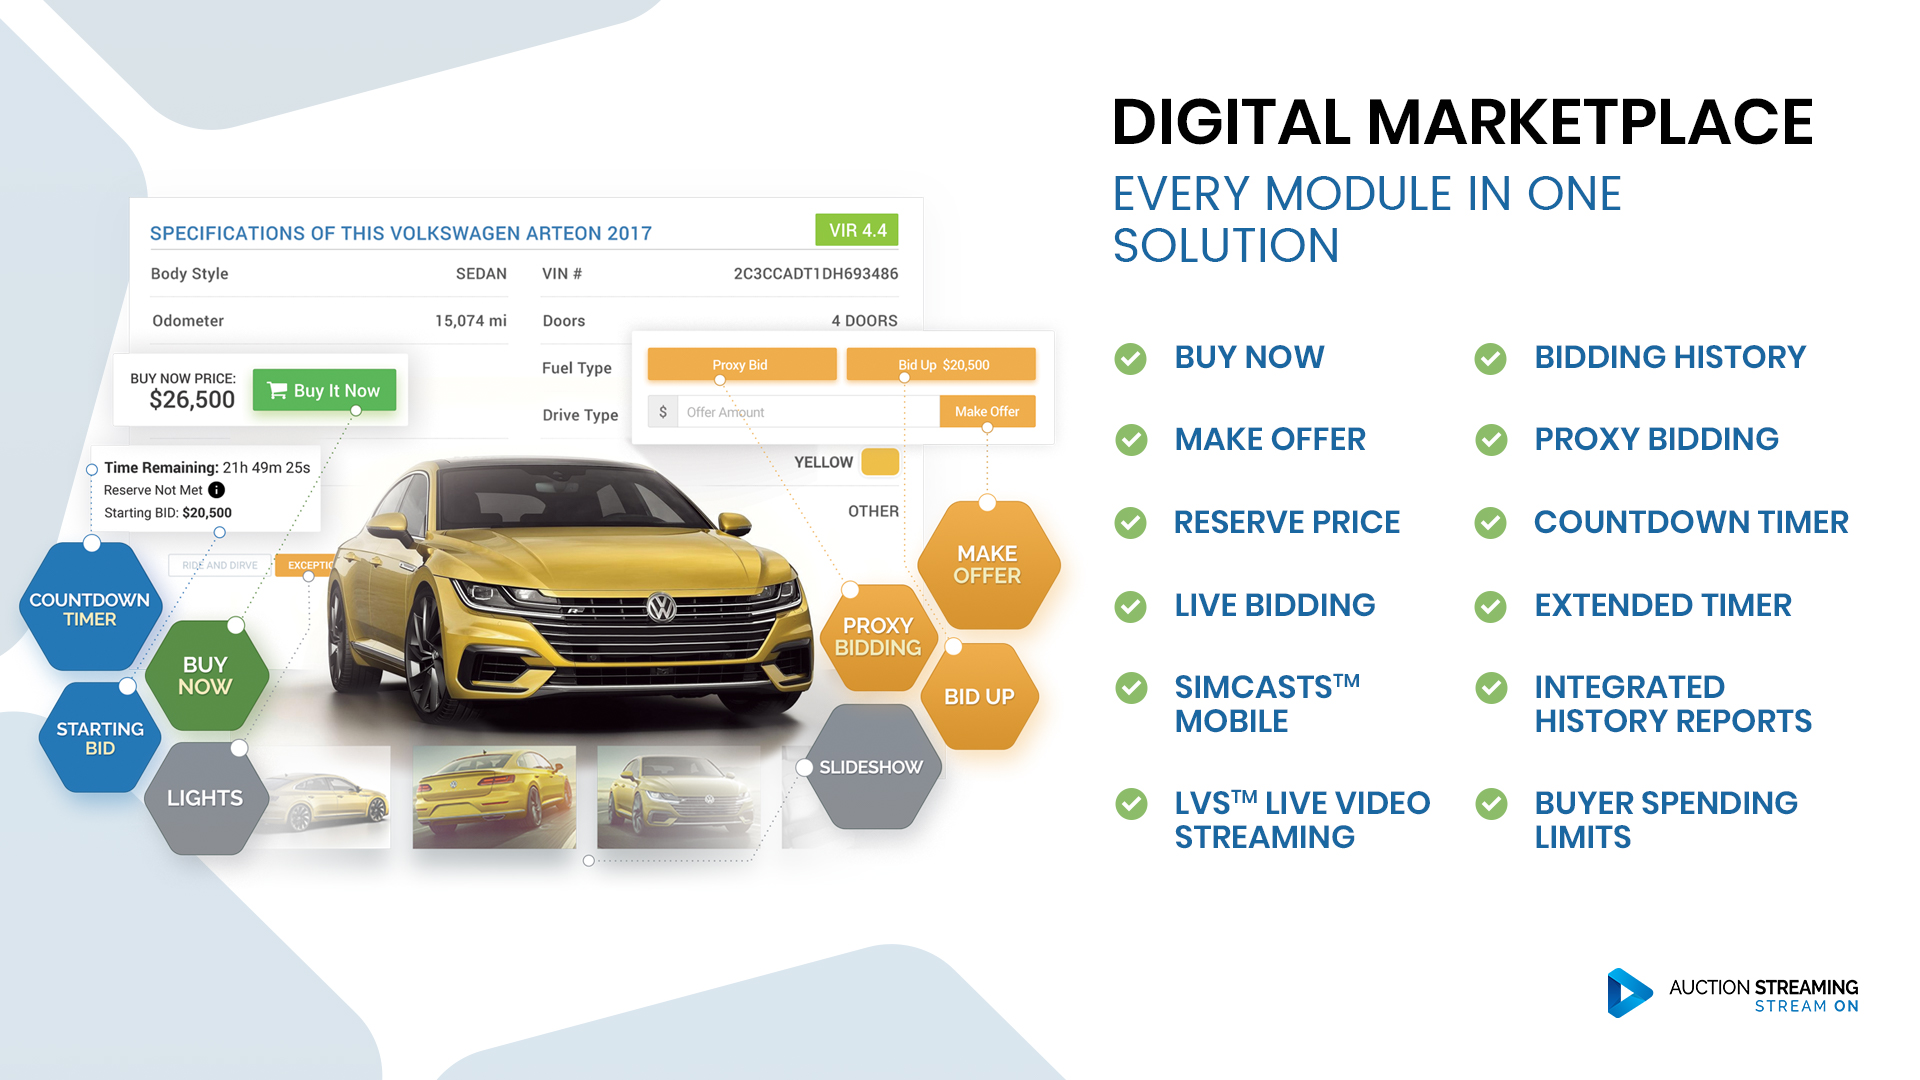 DIGITAL MARKETPLACE
EVERY MODULE IN ONE
SOLUTION
SPECIFICATIONS OF THIS VOLKSWAGEN ARTEON 2017
VIR 4.4
Body Style SEDAN
VIN # 2C3CCADT1DH693486
Odometer 15,074 mi
Doors 4 DOORS
Fuel Type
Drive Type
BUY NOW PRICE:
$26,500
Buy It Now
Proxy Bid
Bid Up $20,500
$ Offer Amount
Make Offer
Time Remaining: 21h 49m 25s
Reserve Not Met i
Starting BID: $20,500
YELLOW
OTHER
RIDE AND DIRVE
EXCEPTIO
COUNTDOWN
TIMER
BUY
NOW
STARTING
BID
LIGHTS
MAKE
OFFER
PROXY
BIDDING
BID UP
SLIDESHOW
BUY NOW
MAKE OFFER
RESERVE PRICE
LIVE BIDDING
SIMCASTS™
MOBILE
LVS™ LIVE VIDEO
STREAMING
BIDDING HISTORY
PROXY BIDDING
COUNTDOWN TIMER
EXTENDED TIMER
INTEGRATED
HISTORY REPORTS
BUYER SPENDING
LIMITS
AUCTION STREAMING
STREAM ON